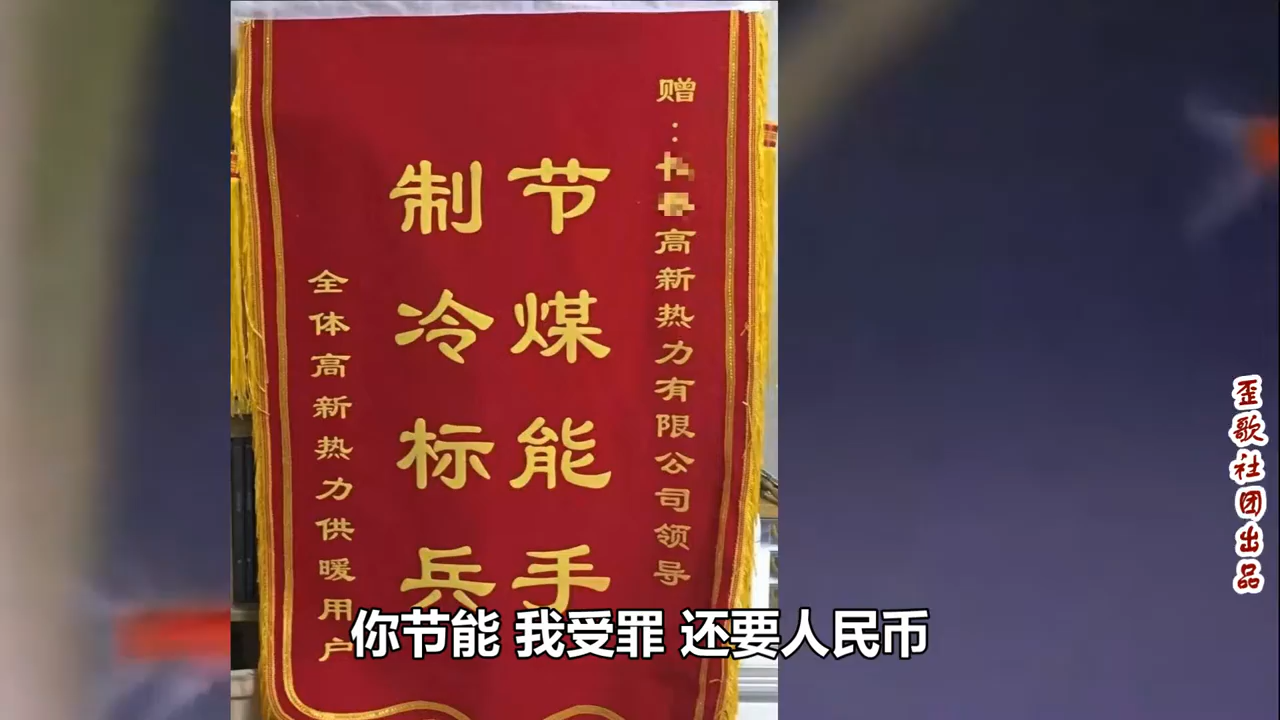 赠：
高新热力有限公司领导
节煤能手
制冷标兵
全体高新热力供暖用户
你节能 我受罪 还要人民币
歪歌社团出品